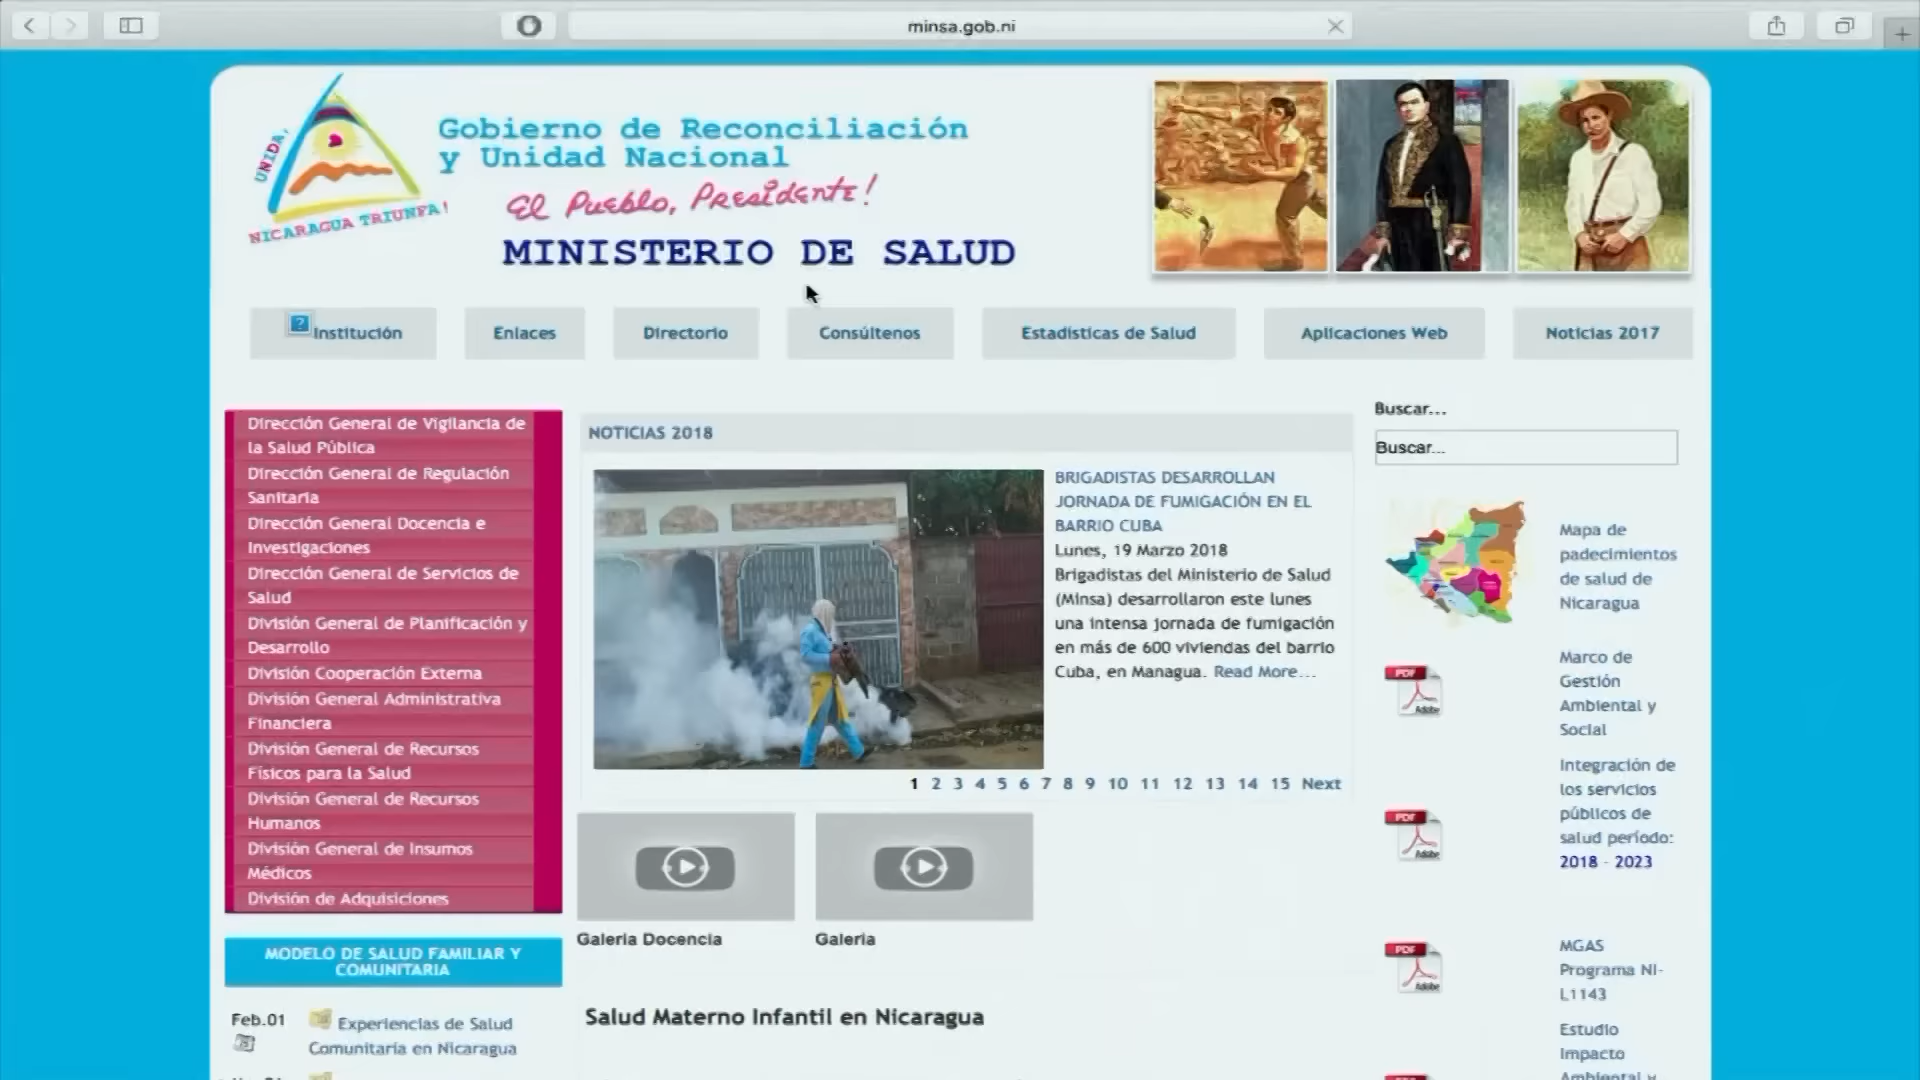 minsa.gob.ni
UNIDA,
NICARAGUA TRIUNFA!
Gobierno de Reconciliación
y Unidad Nacional
El Pueblo, Presidente!
MINISTERIO DE SALUD
Institución
Enlaces
Directorio
Consúltenos
Estadísticas de Salud
Aplicaciones Web
Noticias 2017
Dirección General de Vigilancia de
la Salud Pública
Dirección General de Regulación
Sanitaria
Dirección General Docencia e
Investigaciones
Dirección General de Servicios de
Salud
División General de Planificación y
Desarrollo
División Cooperación Externa
División General Administrativa
Financiera
División General de Recursos
Físicos para la Salud
División General de Recursos
Humanos
División General de Insumos
Médicos
División de Adquisiciones
MODELO DE SALUD FAMILIAR Y
COMUNITARIA
Feb.01
Experiencias de Salud
Comunitaria en Nicaragua
NOTICIAS 2018
BRIGADISTAS DESARROLLAN
JORNADA DE FUMIGACIÓN EN EL
BARRIO CUBA
Lunes, 19 Marzo 2018
Brigadistas del Ministerio de Salud
(Minsa) desarrollaron este lunes
una intensa jornada de fumigación
en más de 600 viviendas del barrio
Cuba, en Managua. Read More...
1 2 3 4 5 6 7 8 9 10 11 12 13 14 15 Next
Galeria Docencia
Galeria
Salud Materno Infantil en Nicaragua
Buscar...
Buscar...
Mapa de
padecimientos
de salud de
Nicaragua
PDF
Adobe
Marco de
Gestión
Ambiental y
Social
PDF
Adobe
Integración de
los servicios
públicos de
salud período:
2018 - 2023
PDF
Adobe
MGAS
Programa NI-
L1143
Estudio
Impacto
Ambiental y